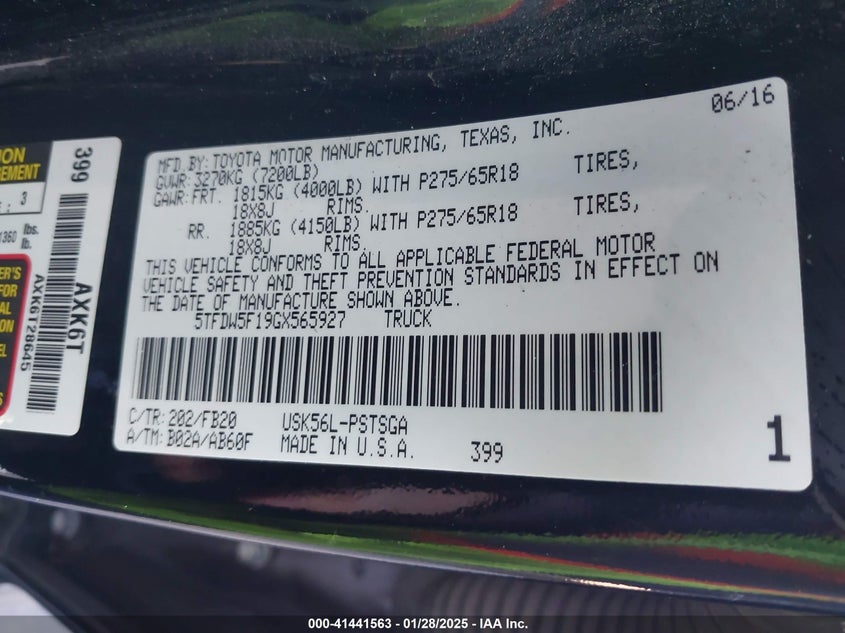 06/16
MFD.BY:TOYOTA MOTOR MANUFACTURING, TEXAS, INC.
GVWR:3270KG (7200LB)
GAWR:FRT. 1815KG (4000LB) WITH P275/65R18 TIRES,
18X8J RIMS.
RR. 1885KG (4150LB) WITH P275/65R18 TIRES,
18X8J RIMS.
THIS VEHICLE CONFORMS TO ALL APPLICABLE FEDERAL MOTOR
VEHICLE SAFETY AND THEFT PREVENTION STANDARDS IN EFFECT ON
THE DATE OF MANUFACTURE SHOWN ABOVE.
5TFDW5F19GX565927 TRUCK
C/TR:202/FB20 USK56L-PSTSGA
A/TM:B02A/AB60F MADE IN U.S.A. 399
1
399
AXK6T
AXK6T28645
3
1360 lbs.
lb.
000-41441563 - 01/28/2025 - IAA Inc.